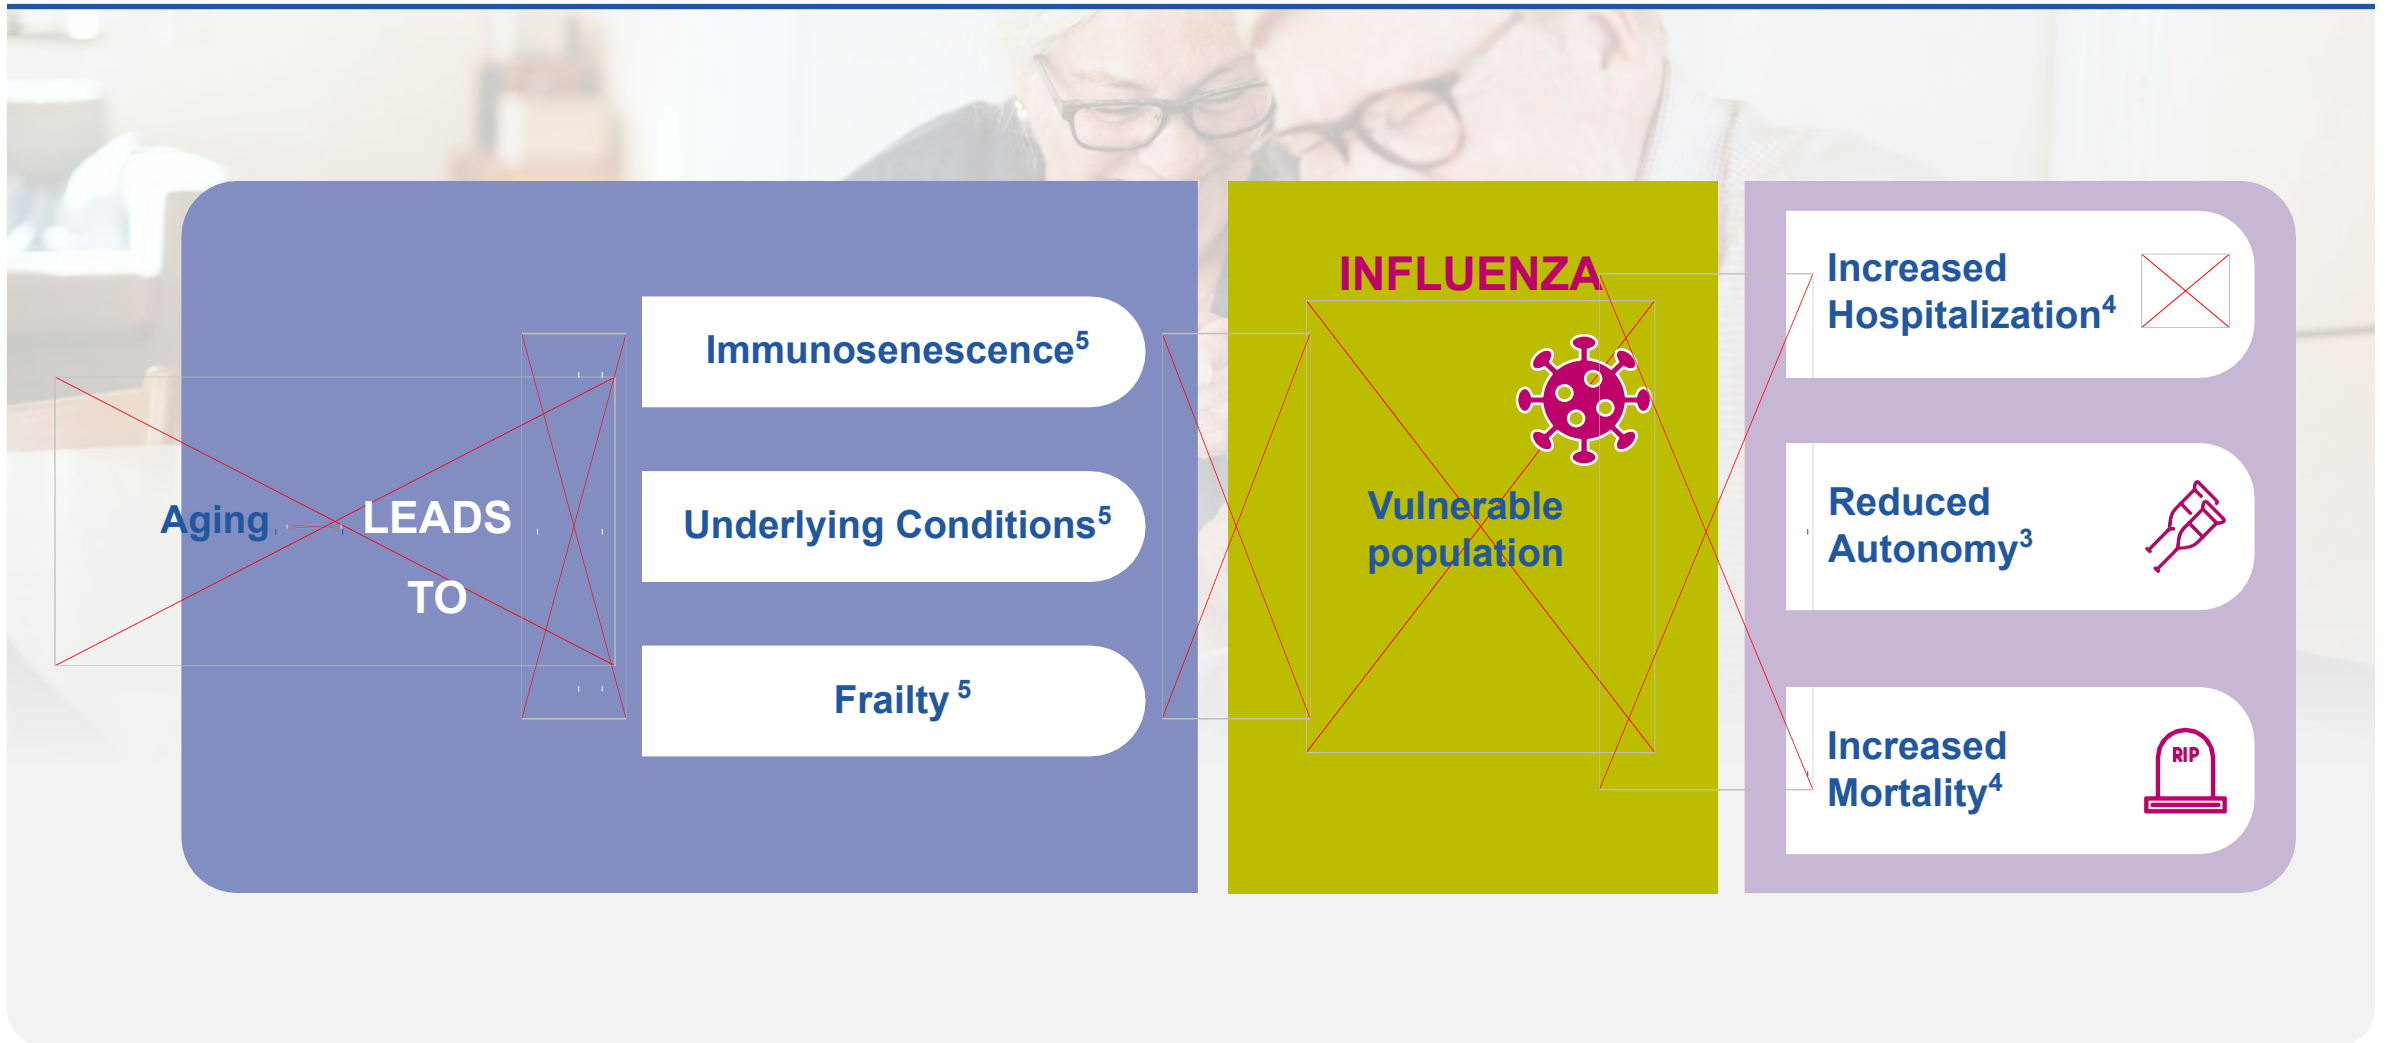 Aging
LEADS
TO
Immunosenescence⁵
Underlying Conditions⁵
Frailty ⁵
INFLUENZA
Vulnerable
population
Increased
Hospitalization⁴
Reduced
Autonomy³
Increased
Mortality⁴
RIP